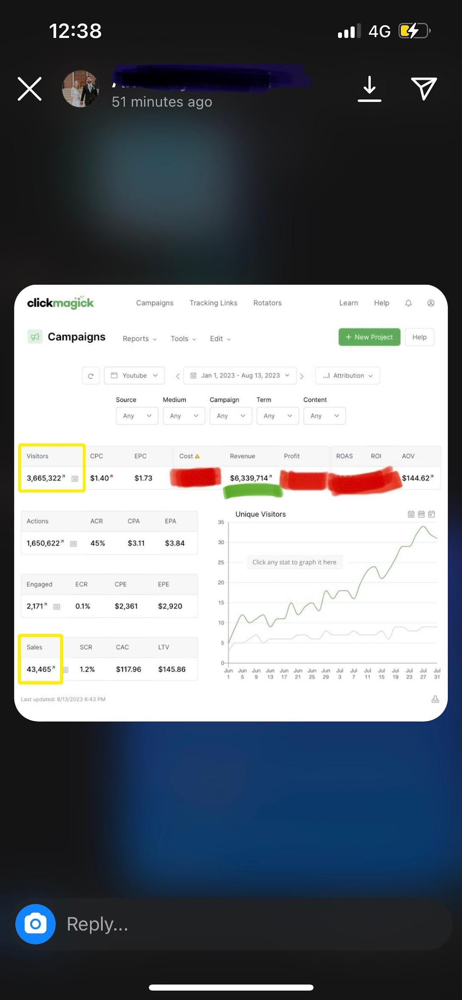 12:38 4G
51 minutes ago
clickmagick Campaigns Tracking Links Rotators Learn Help
Campaigns Reports Tools Edit + New Project Help
Youtube Jan 1, 2023 - Aug 13, 2023 Attribution
Source Medium Campaign Term Content
Any Any Any Any Any
Visitors CPC EPC Cost Revenue Profit ROAS ROI AOV
3,665,322 $1.40 $1.73 $6,339,714 $144.62
Actions ACR CPA EPA
1,650,622 45% $3.11 $3.84
Engaged ECR CPE EPE
2,171 0.1% $2,361 $2,920
Sales SCR CAC LTV
43,465 1.2% $117.96 $145.86
Unique Visitors
35
30
25
Click any stat to graph it here
20
15
10
5
0
Jun Jun Jun Jun Jun Jun Jun Jun Jul Jul Jul Jul Jul Jul Jul Jul
1 5 9 13 17 21 25 29 3 7 11 15 19 23 27 31
Last updated: 8/13/2023 6:43 PM
Reply...